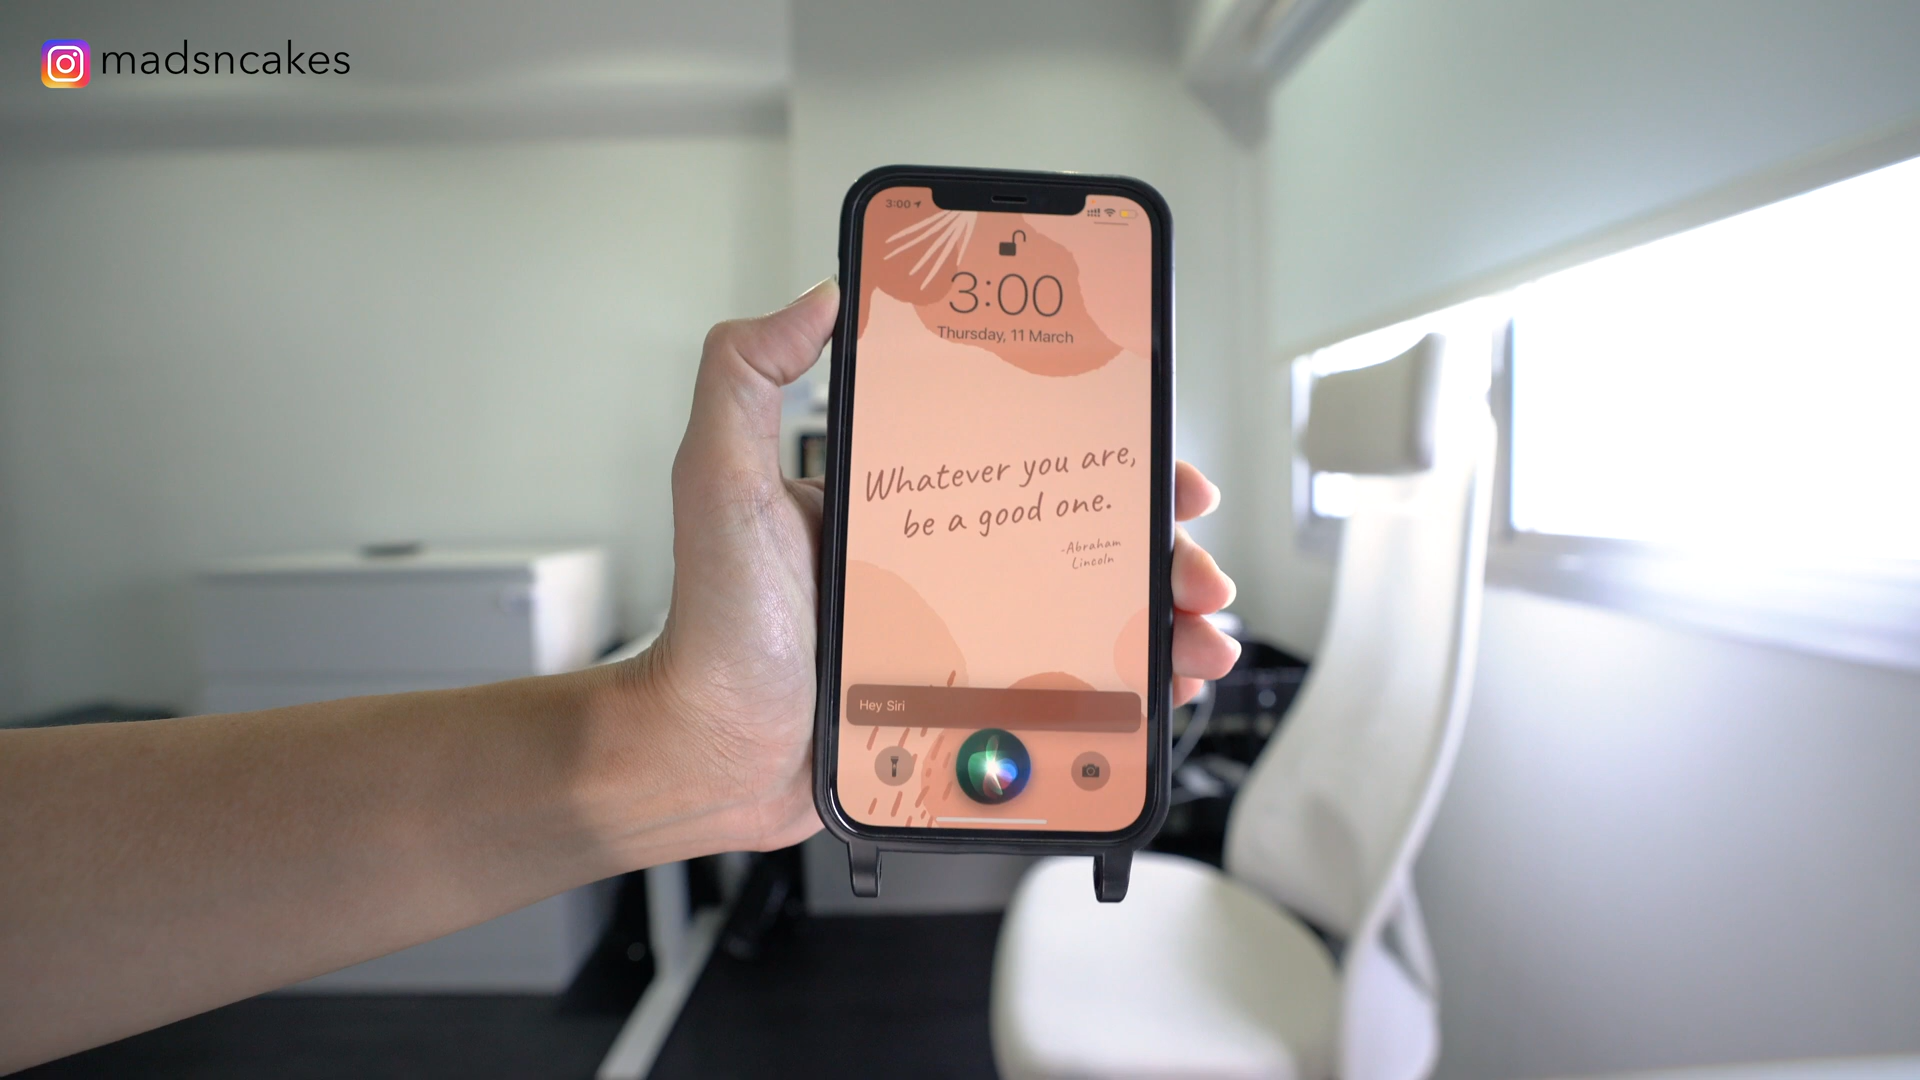 madsncakes
3:00
3:00
Thursday, 11 March
Whatever you are,
be a good one.
-Abraham
Lincoln
Hey Siri